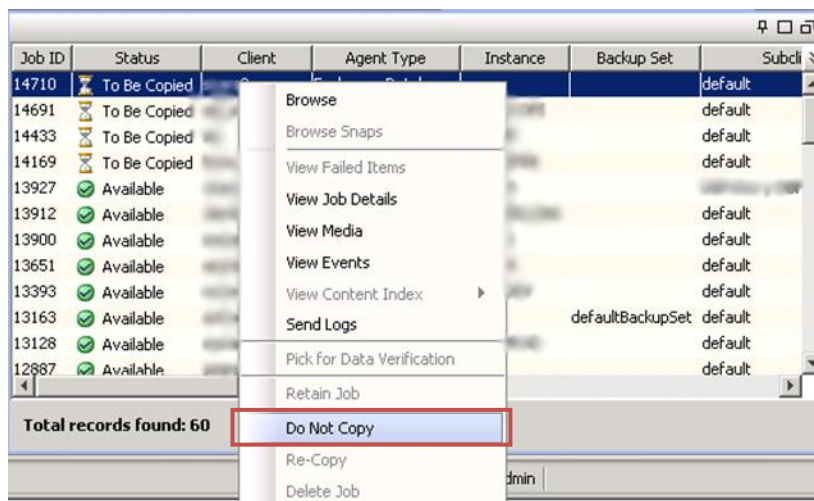 Job ID Status Client Agent Type Instance Backup Set Subcli
14710 To Be Copied default
14691 To Be Copied default
14433 To Be Copied default
14169 To Be Copied default
13927 Available
13912 Available default
13900 Available default
13651 Available default
13393 Available default
13163 Available defaultBackupSet default
13128 Available default
12887 Available default
Total records found: 60
Browse
Browse Snaps
View Failed Items
View Job Details
View Media
View Events
View Content Index
Send Logs
Pick for Data Verification
Retain Job
Do Not Copy
Re-Copy
Delete Job
dmin